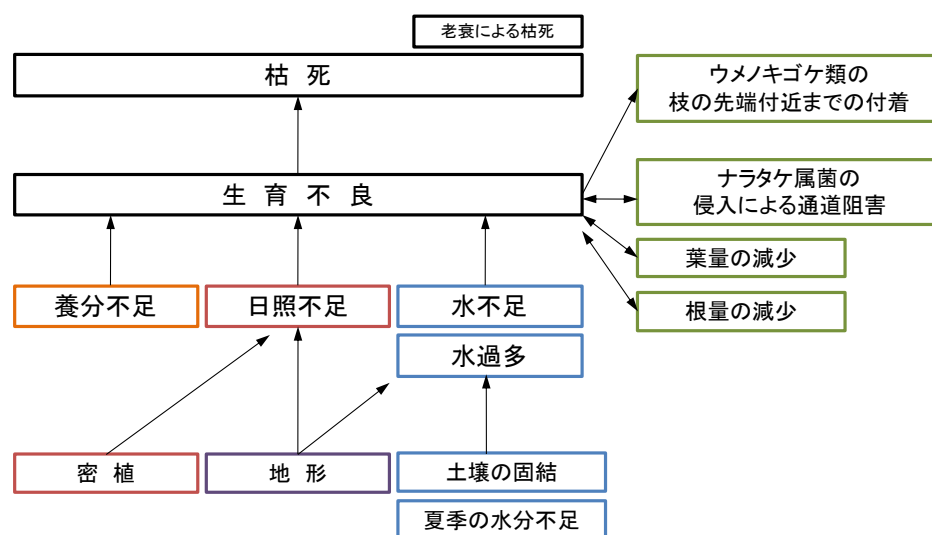 老衰による枯死
枯 死
ウメノキゴケ類の
枝の先端付近までの付着
生 育 不 良
ナラタケ属菌の
侵入による通道阻害
葉量の減少
根量の減少
養分不足
日照不足
水不足
水過多
密 植
地 形
土壌の固結
夏季の水分不足